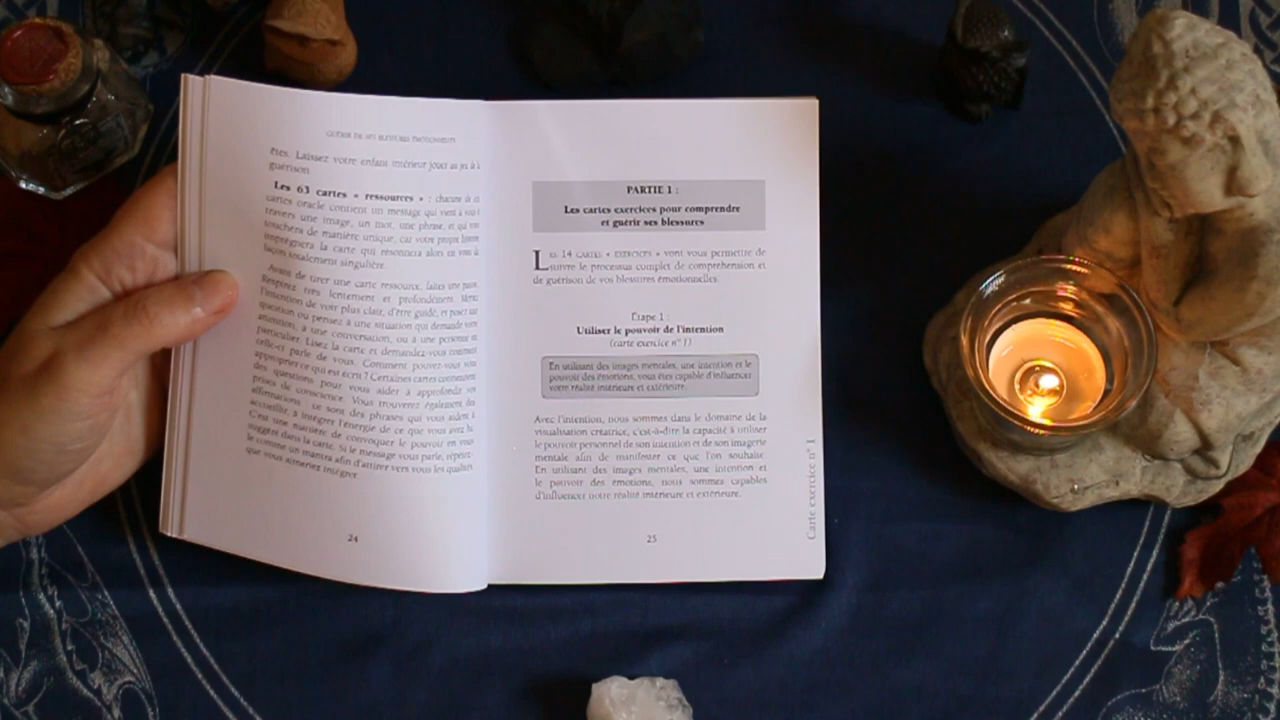 GUÉRIR DE SES BLESSURES ÉMOTIONNELLES
êtes. Laissez votre enfant intérieur jouer au jeu de la
guérison.
Les 63 cartes « ressources » : chacune de ces
cartes oracle contient un message qui vient à vous à
travers une image, un mot, une phrase, et qui vous
touchera de manière unique, car votre propre histoire
imprégnera la carte qui résonnera alors en vous de
façon totalement singulière.
Avant de tirer une carte ressource, faites une pause.
Respirez très lentement et profondément. Mettez
l'intention de voir plus clair, d'être guidé, et posez une
question ou pensez à une situation qui demande votre
attention, à une conversation, ou à une personne en
particulier. Lisez la carte et demandez-vous comment
celle-ci parle de vous. Comment pouvez-vous vous
approprier ce qui est écrit ? Certaines cartes contiennent
des questions pour vous aider à approfondir vos
prises de conscience. Vous trouverez également des
affirmations : ce sont des phrases qui vous aident à
accueillir, à intégrer l'énergie de ce que vous avez lu.
C'est une manière de convoquer le pouvoir en vous
suggéré dans la carte. Si le message vous parle, répétez-
le comme un mantra afin d'attirer vers vous les qualités
que vous aimeriez intégrer.
24
PARTIE 1 :
Les cartes exercices pour comprendre
et guérir ses blessures
LES 14 CARTES « EXERCICES » vont vous permettre de
suivre le processus complet de compréhension et
de guérison de vos blessures émotionnelles.
Étape 1 :
Utiliser le pouvoir de l'intention
(carte exercice n° 1)
En utilisant des images mentales, une intention et le
pouvoir des émotions, vous êtes capable d'influencer
votre réalité intérieure et extérieure.
Avec l'intention, nous sommes dans le domaine de la
visualisation créatrice, c'est-à-dire la capacité à utiliser
le pouvoir personnel de son intention et de son imagerie
mentale afin de manifester ce que l'on souhaite.
En utilisant des images mentales, une intention et
le pouvoir des émotions, nous sommes capables
d'influencer notre réalité intérieure et extérieure.
25
Carte exercice n° 1